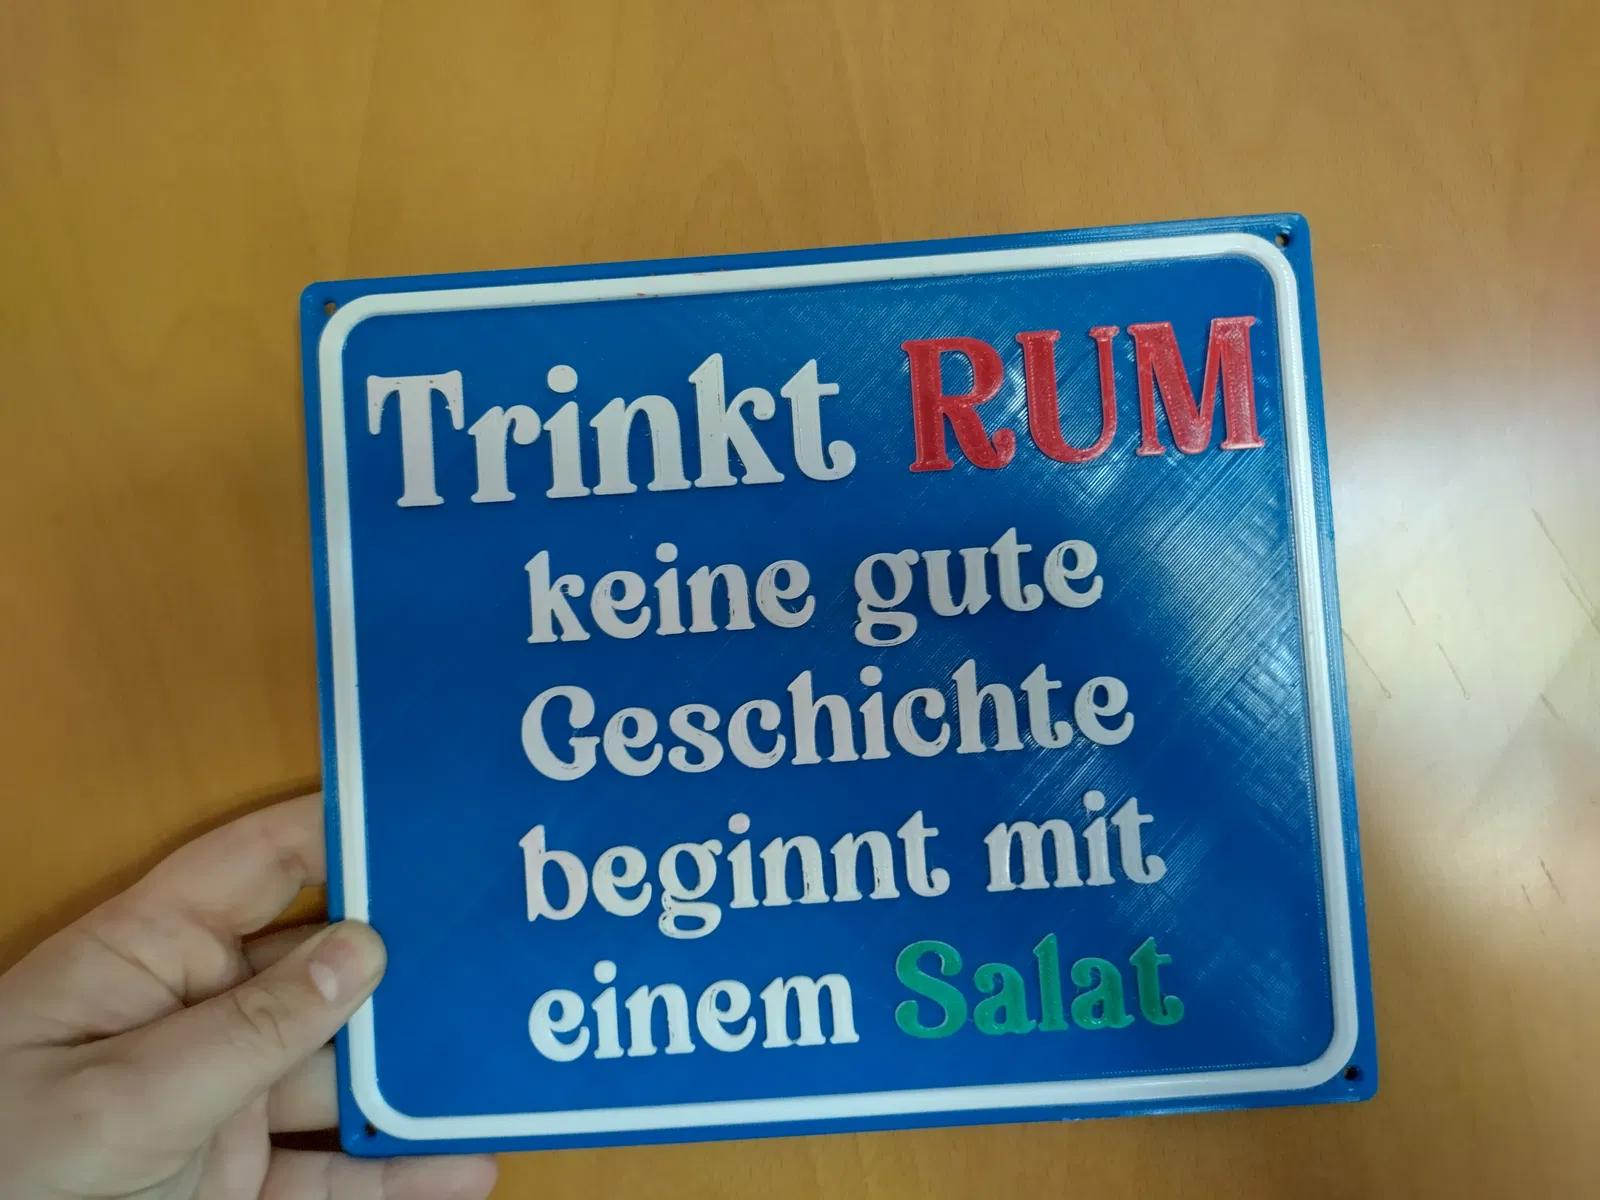 Trinkt RUM
keine gute
Geschichte
beginnt mit
einem Salat